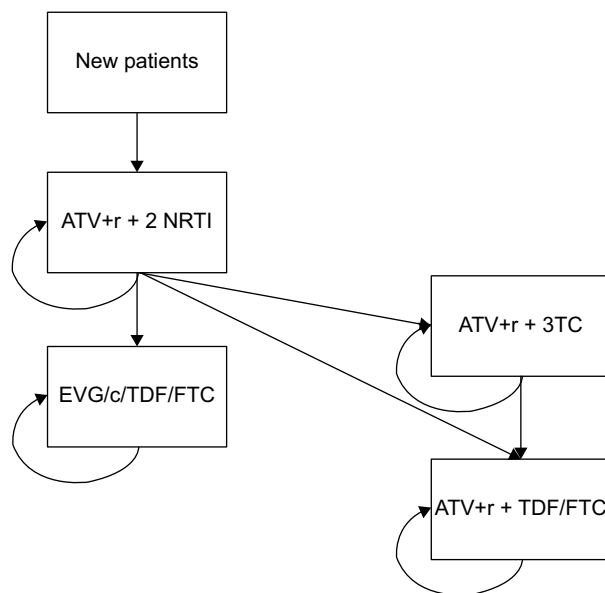 New patients
ATV+r + 2 NRTI
ATV+r + 3TC
EVG/c/TDF/FTC
ATV+r + TDF/FTC